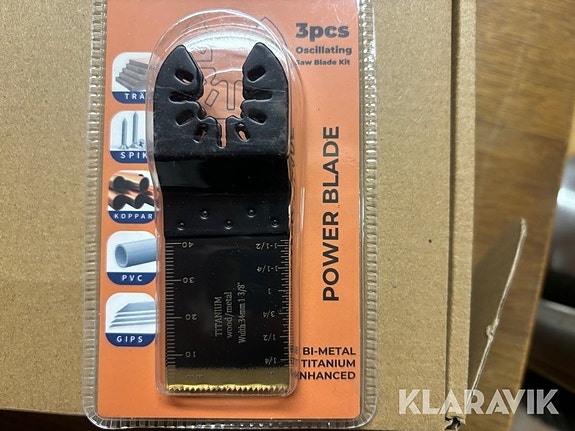 3pcs
Oscillating
Saw Blade Kit
TRÄ
SPIK
KOPPAR
PVC
GIPS
POWER BLADE
40
30
20
10
1-1/2
1-1/4
1
3/4
1/2
1/4
TITANIUM
wood/metal
Width 34mm 1 3/8"
BI-METAL
TITANIUM
ENHANCED
KLARAVIK